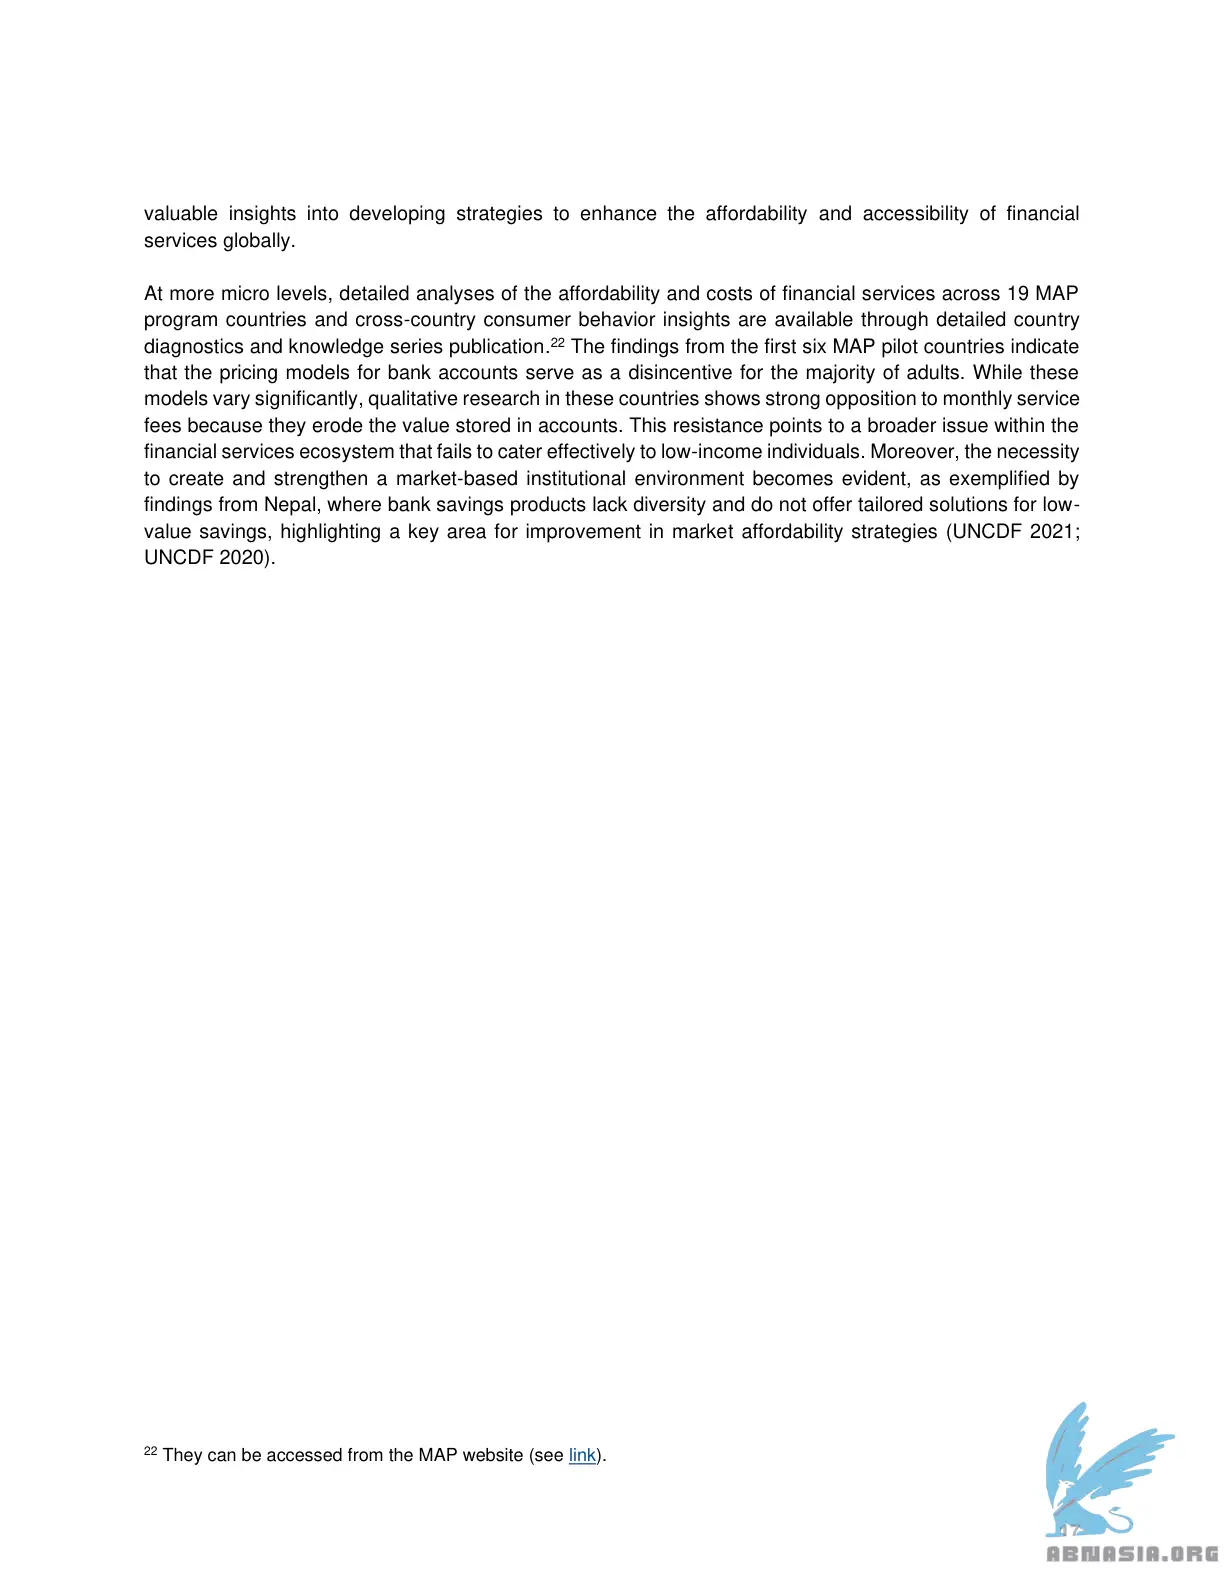 valuable insights into developing strategies to enhance the affordability and accessibility of financial
services globally.
At more micro levels, detailed analyses of the affordability and costs of financial services across 19 MAP
program countries and cross-country consumer behavior insights are available through detailed country
diagnostics and knowledge series publication.22 The findings from the first six MAP pilot countries indicate
that the pricing models for bank accounts serve as a disincentive for the majority of adults. While these
models vary significantly, qualitative research in these countries shows strong opposition to monthly service
fees because they erode the value stored in accounts. This resistance points to a broader issue within the
financial services ecosystem that fails to cater effectively to low-income individuals. Moreover, the necessity
to create and strengthen a market-based institutional environment becomes evident, as exemplified by
findings from Nepal, where bank savings products lack diversity and do not offer tailored solutions for low-
value savings, highlighting a key area for improvement in market affordability strategies (UNCDF 2021;
UNCDF 2020).
22 They can be accessed from the MAP website (see link).
17
ABNASIA.ORG